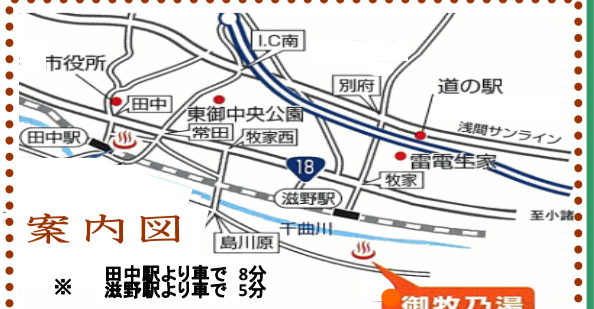 I.C南
市役所
別府
道の駅
田中
東御中央公園
浅間サンライン
常田
牧家西
田中駅
雷電生家
18
牧家
滋野駅
至小諸
案内図
千曲川
島川原
田中駅より車で 8分
※ 滋野駅より車で 5分
御牧乃湯